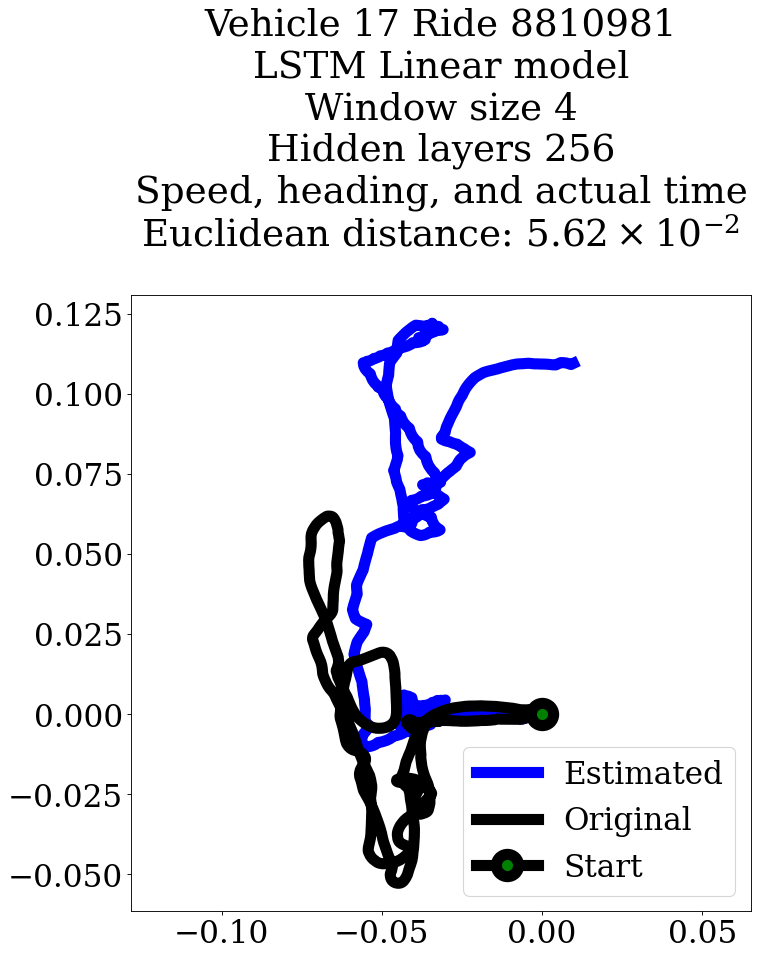 Vehicle 17 Ride 8810981
LSTM Linear model
Window size 4
Hidden layers 256
Speed, heading, and actual time
Euclidean distance: 5.62 × 10⁻²
0.125
0.100
0.075
0.050
0.025
0.000
−0.025
−0.050
Estimated
Original
Start
−0.10
−0.05
0.00
0.05